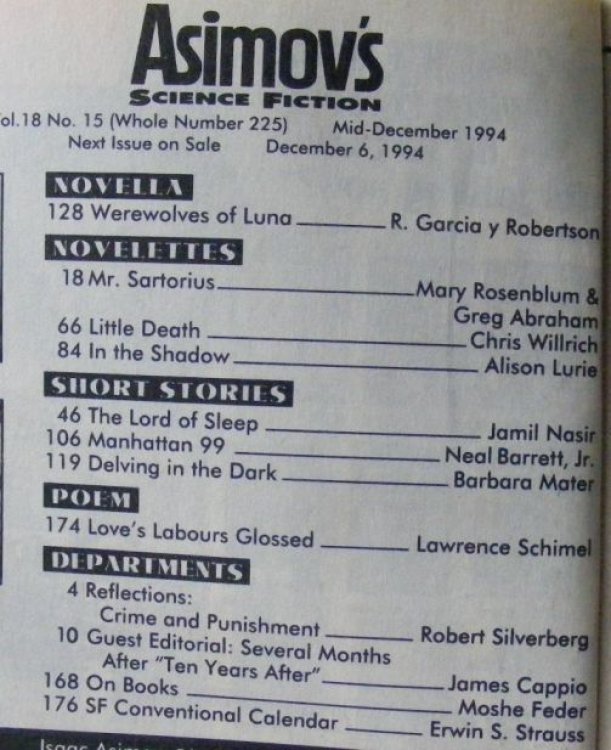 Asimov's
SCIENCE FICTION
Vol.18 No. 15 (Whole Number 225) Mid-December 1994
Next Issue on Sale December 6, 1994
NOVELLA
128 Werewolves of Luna R. Garcia y Robertson
NOVELETTES
18 Mr. Sartorius Mary Rosenblum &
Greg Abraham
66 Little Death Chris Willrich
84 In the Shadow Alison Lurie
SHORT STORIES
46 The Lord of Sleep Jamil Nasir
106 Manhattan 99 Neal Barrett, Jr.
119 Delving in the Dark Barbara Mater
POEM
174 Love's Labours Glossed Lawrence Schimel
DEPARTMENTS
4 Reflections:
Crime and Punishment Robert Silverberg
10 Guest Editorial: Several Months
After "Ten Years After" James Cappio
168 On Books Moshe Feder
176 SF Conventional Calendar Erwin S. Strauss
Isaac